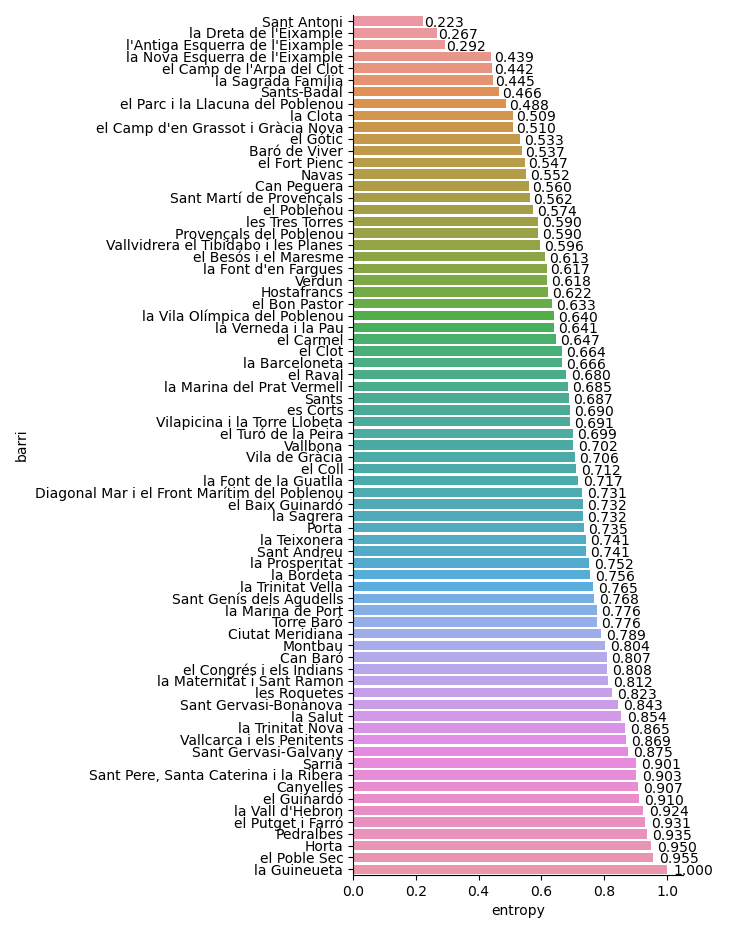 Sant Antoni 0.223
la Dreta de l'Eixample 0.267
l'Antiga Esquerra de l'Eixample 0.292
la Nova Esquerra de l'Eixample 0.439
el Camp de l'Arpa del Clot 0.442
la Sagrada Família 0.445
Sants-Badal 0.466
el Parc i la Llacuna del Poblenou 0.488
la Clota 0.509
el Camp d'en Grassot i Gràcia Nova 0.510
el Gòtic 0.533
Baró de Viver 0.537
el Fort Pienc 0.547
Navas 0.552
Can Peguera 0.560
Sant Martí de Provençals 0.562
el Poblenou 0.574
les Tres Torres 0.590
Provençals del Poblenou 0.590
Vallvidrera el Tibidabo i les Planes 0.596
el Besòs i el Maresme 0.613
la Font d'en Fargues 0.617
Verdun 0.618
Hostafrancs 0.622
el Bon Pastor 0.633
la Vila Olímpica del Poblenou 0.640
la Verneda i la Pau 0.641
el Carmel 0.647
el Clot 0.664
la Barceloneta 0.666
el Raval 0.680
la Marina del Prat Vermell 0.685
Sants 0.687
es Corts 0.690
Vilapicina i la Torre Llobeta 0.691
el Turó de la Peira 0.699
Vallbona 0.702
Vila de Gràcia 0.706
el Coll 0.712
la Font de la Guatlla 0.717
Diagonal Mar i el Front Marítim del Poblenou 0.731
el Baix Guinardó 0.732
la Sagrera 0.732
Porta 0.735
la Teixonera 0.741
Sant Andreu 0.741
la Prosperitat 0.752
la Bordeta 0.756
la Trinitat Vella 0.765
Sant Genís dels Agudells 0.768
la Marina de Port 0.776
Torre Baró 0.776
Ciutat Meridiana 0.789
Montbau 0.804
Can Baró 0.807
el Congrés i els Indians 0.808
la Maternitat i Sant Ramon 0.812
les Roquetes 0.823
Sant Gervasi-Bonanova 0.843
la Salut 0.854
la Trinitat Nova 0.865
Vallcarca i els Penitents 0.869
Sant Gervasi-Galvany 0.875
Sarrià 0.901
Sant Pere, Santa Caterina i la Ribera 0.903
Canyelles 0.907
el Guinardó 0.910
la Vall d'Hebron 0.924
el Putget i Farró 0.931
Pedralbes 0.935
Horta 0.950
el Poble Sec 0.955
la Guineueta 1.000
barri
0.0 0.2 0.4 0.6 0.8 1.0
entropy